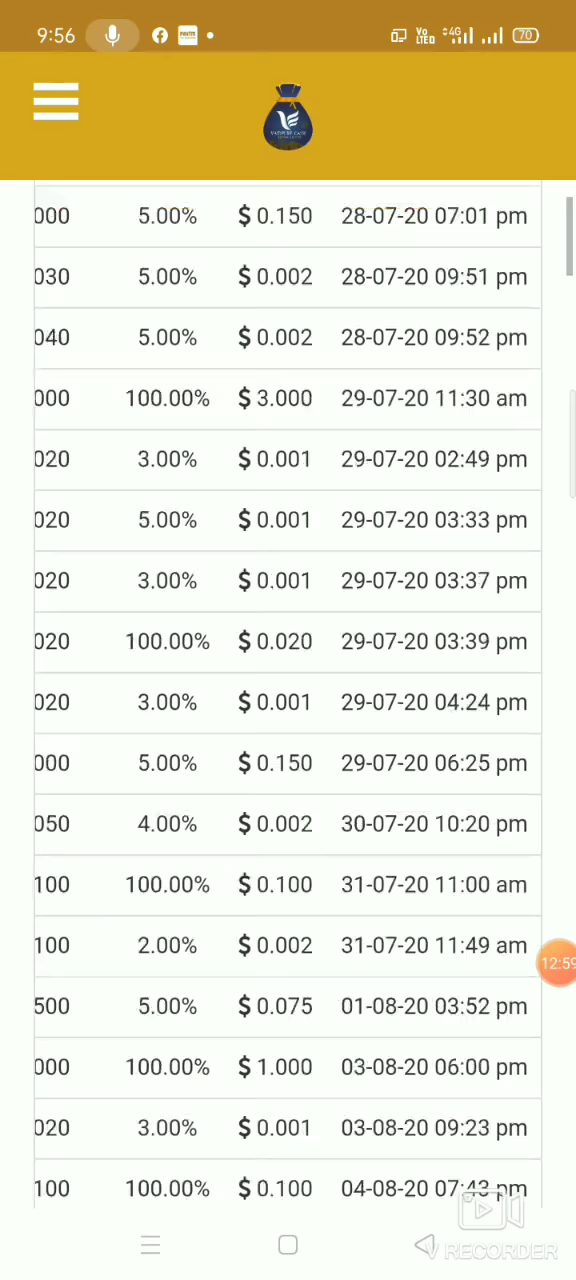 9:56 Vo LTED 4G 70
000 5.00% $ 0.150 28-07-20 07:01 pm
030 5.00% $ 0.002 28-07-20 09:51 pm
040 5.00% $ 0.002 28-07-20 09:52 pm
000 100.00% $ 3.000 29-07-20 11:30 am
020 3.00% $ 0.001 29-07-20 02:49 pm
020 5.00% $ 0.001 29-07-20 03:33 pm
020 3.00% $ 0.001 29-07-20 03:37 pm
020 100.00% $ 0.020 29-07-20 03:39 pm
020 3.00% $ 0.001 29-07-20 04:24 pm
000 5.00% $ 0.150 29-07-20 06:25 pm
050 4.00% $ 0.002 30-07-20 10:20 pm
100 100.00% $ 0.100 31-07-20 11:00 am
100 2.00% $ 0.002 31-07-20 11:49 am
12:59
500 5.00% $ 0.075 01-08-20 03:52 pm
000 100.00% $ 1.000 03-08-20 06:00 pm
020 3.00% $ 0.001 03-08-20 09:23 pm
100 100.00% $ 0.100 04-08-20 07:43 pm
V RECORDER